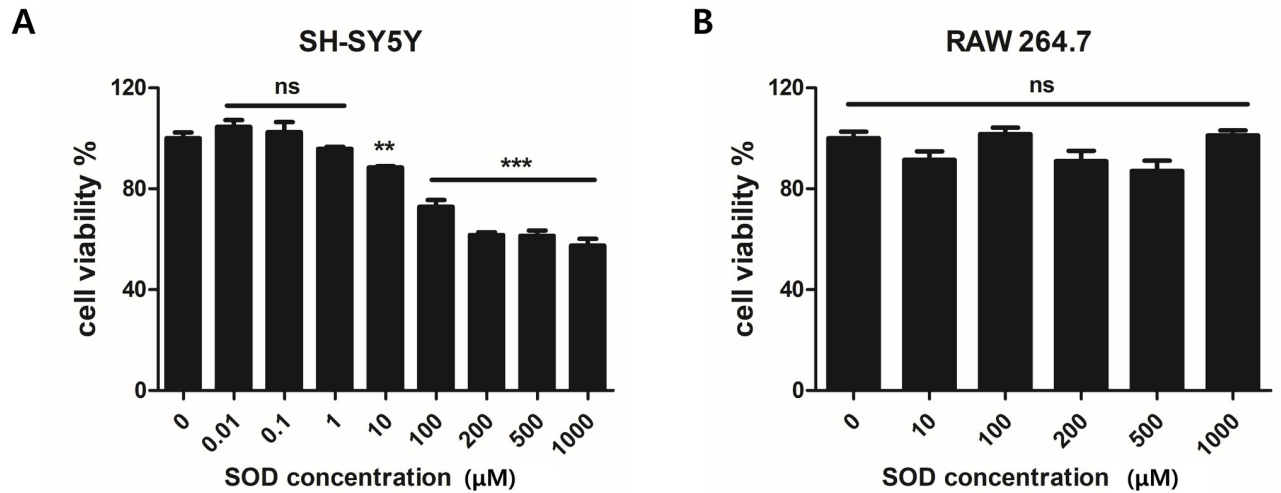 A
SH-SY5Y
cell viability %
120
80
40
0
ns
**
***
0
0.01
0.1
1
10
100
200
500
1000
SOD concentration (μM)
B
RAW 264.7
cell viability %
120
80
40
0
ns
0
10
100
200
500
1000
SOD concentration (μM)